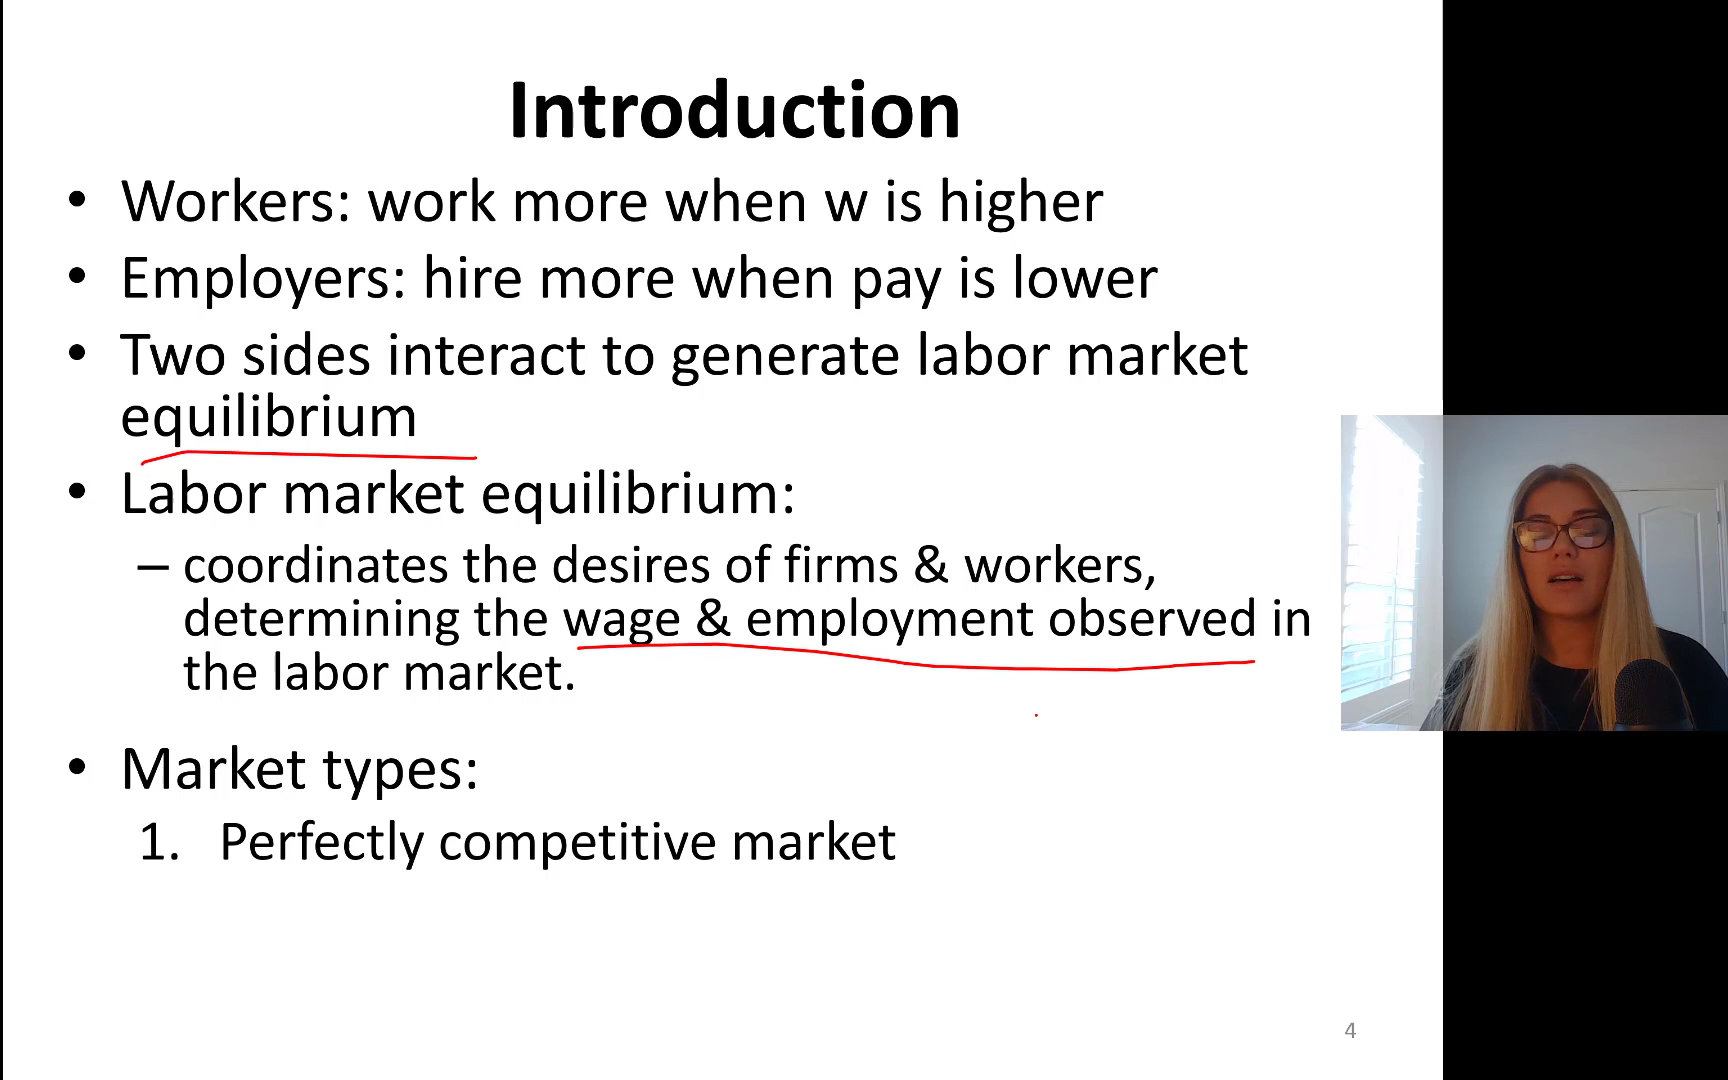 Introduction
• Workers: work more when w is higher
• Employers: hire more when pay is lower
• Two sides interact to generate labor market
equilibrium
• Labor market equilibrium:
– coordinates the desires of firms & workers,
determining the wage & employment observed in
the labor market.
• Market types:
1. Perfectly competitive market
4